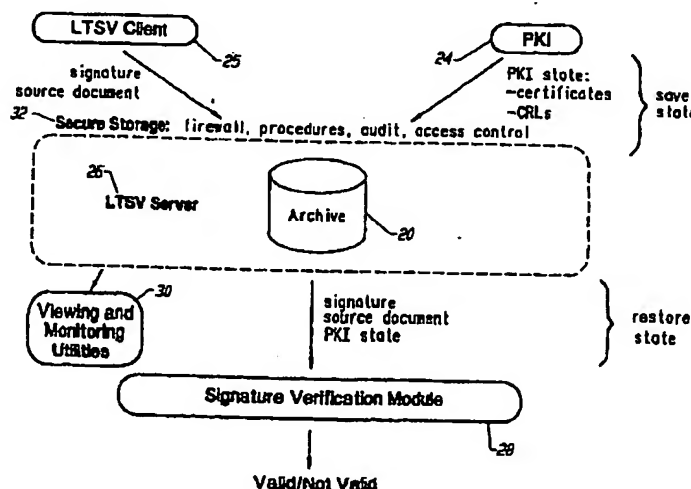 LTSV Client
25
PKI
24
signature
source document
PKI state:
-certificates
-CRLs
save
state
32 Secure Storage: firewall, procedures, audit, access control
26
LTSV Server
Archive
20
30
Viewing and
Monitoring
Utilities
signature
source document
PKI state
restore
state
Signature Verification Module
28
Valid/Not Valid